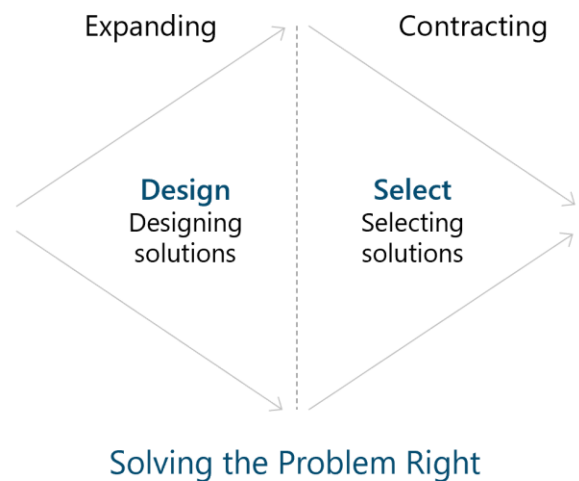 Expanding
Contracting
Design
Designing
solutions
Select
Selecting
solutions
Solving the Problem Right